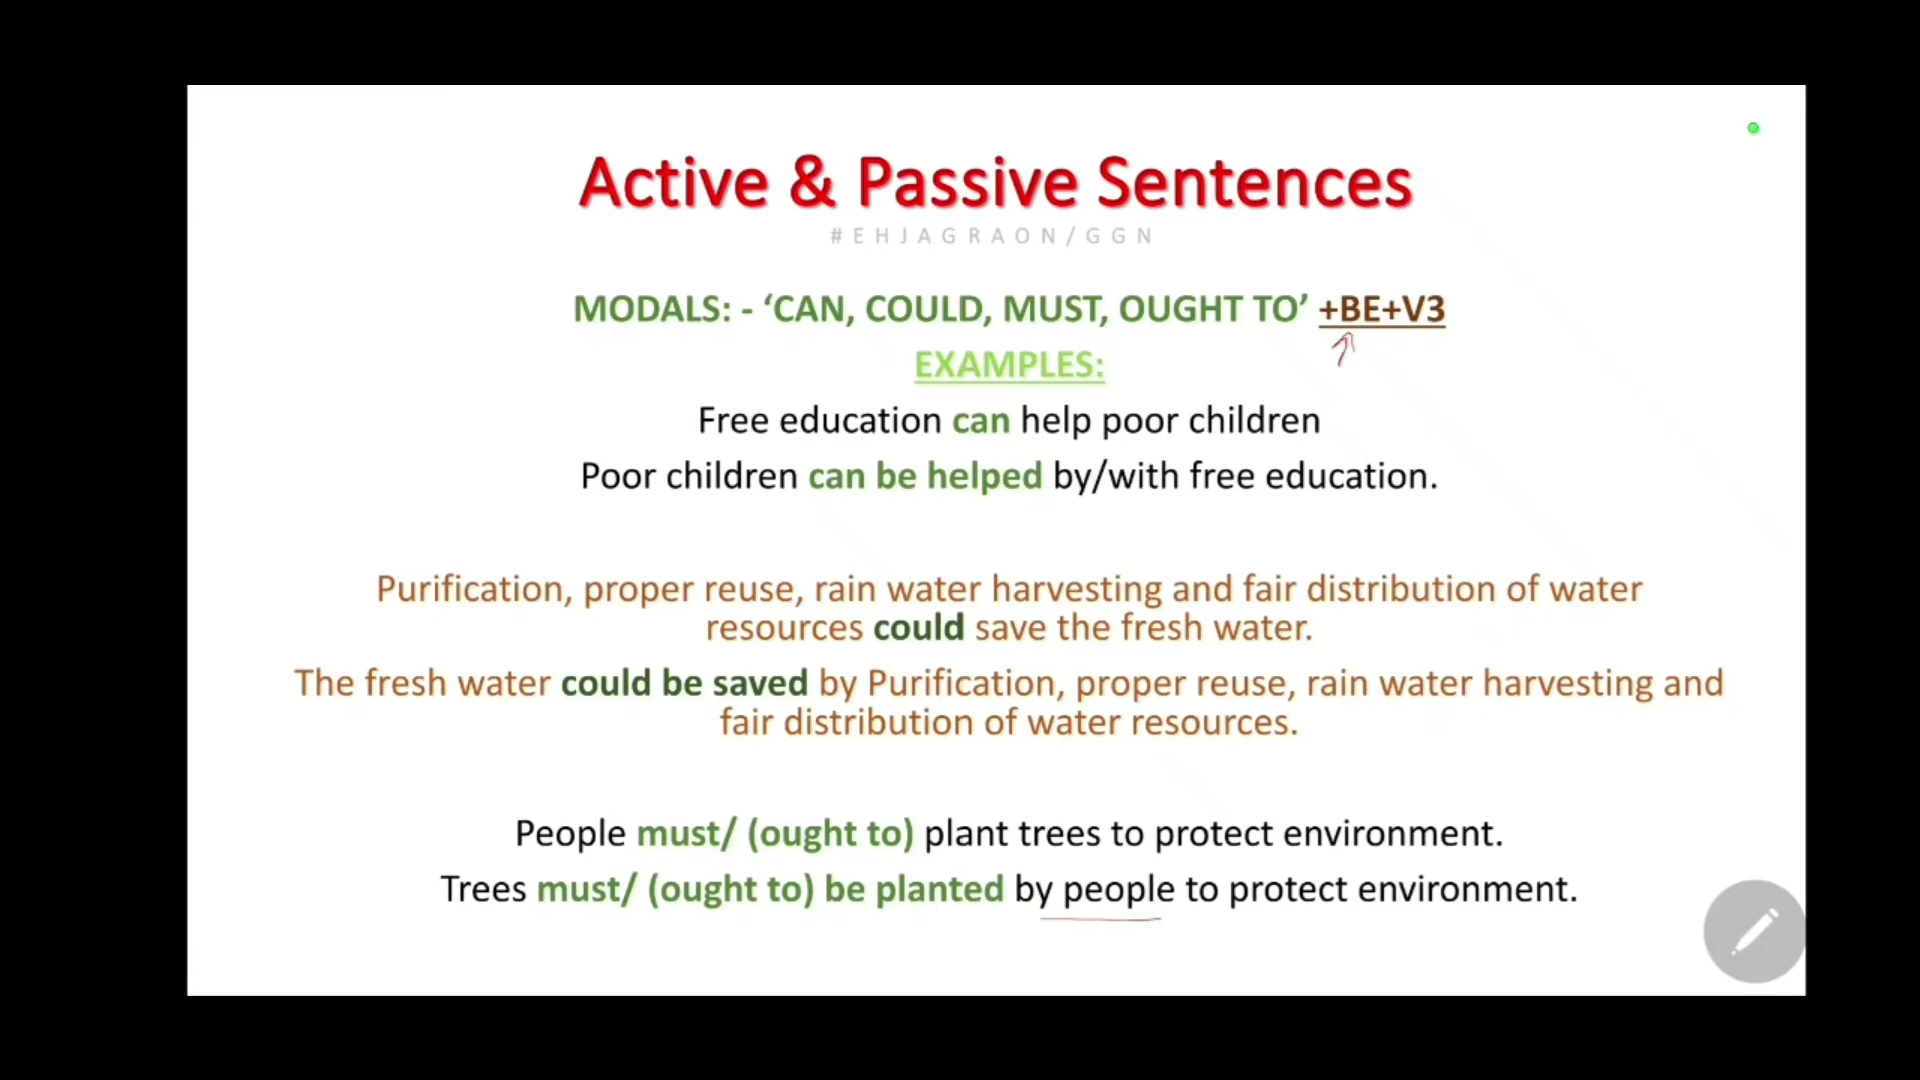 Active & Passive Sentences
#EHJAGRAON/GGN
MODALS: - ‘CAN, COULD, MUST, OUGHT TO’ +BE+V3
EXAMPLES:
Free education can help poor children
Poor children can be helped by/with free education.
Purification, proper reuse, rain water harvesting and fair distribution of water
resources could save the fresh water.
The fresh water could be saved by Purification, proper reuse, rain water harvesting and
fair distribution of water resources.
People must/ (ought to) plant trees to protect environment.
Trees must/ (ought to) be planted by people to protect environment.